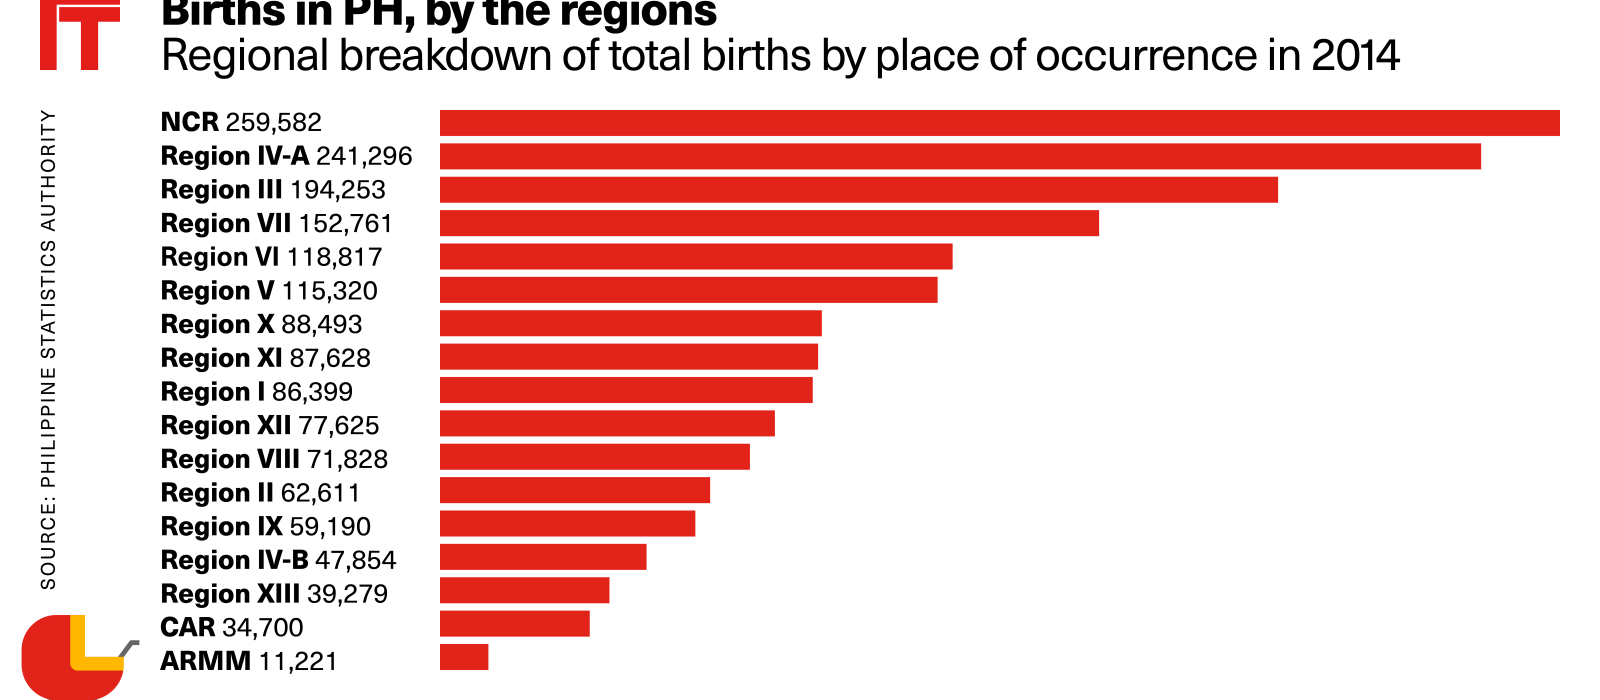 Births in PH, by the regions
Regional breakdown of total births by place of occurrence in 2014
SOURCE: PHILIPPINE STATISTICS AUTHORITY
NCR 259,582
Region IV-A 241,296
Region III 194,253
Region VII 152,761
Region VI 118,817
Region V 115,320
Region X 88,493
Region XI 87,628
Region I 86,399
Region XII 77,625
Region VIII 71,828
Region II 62,611
Region IX 59,190
Region IV-B 47,854
Region XIII 39,279
CAR 34,700
ARMM 11,221